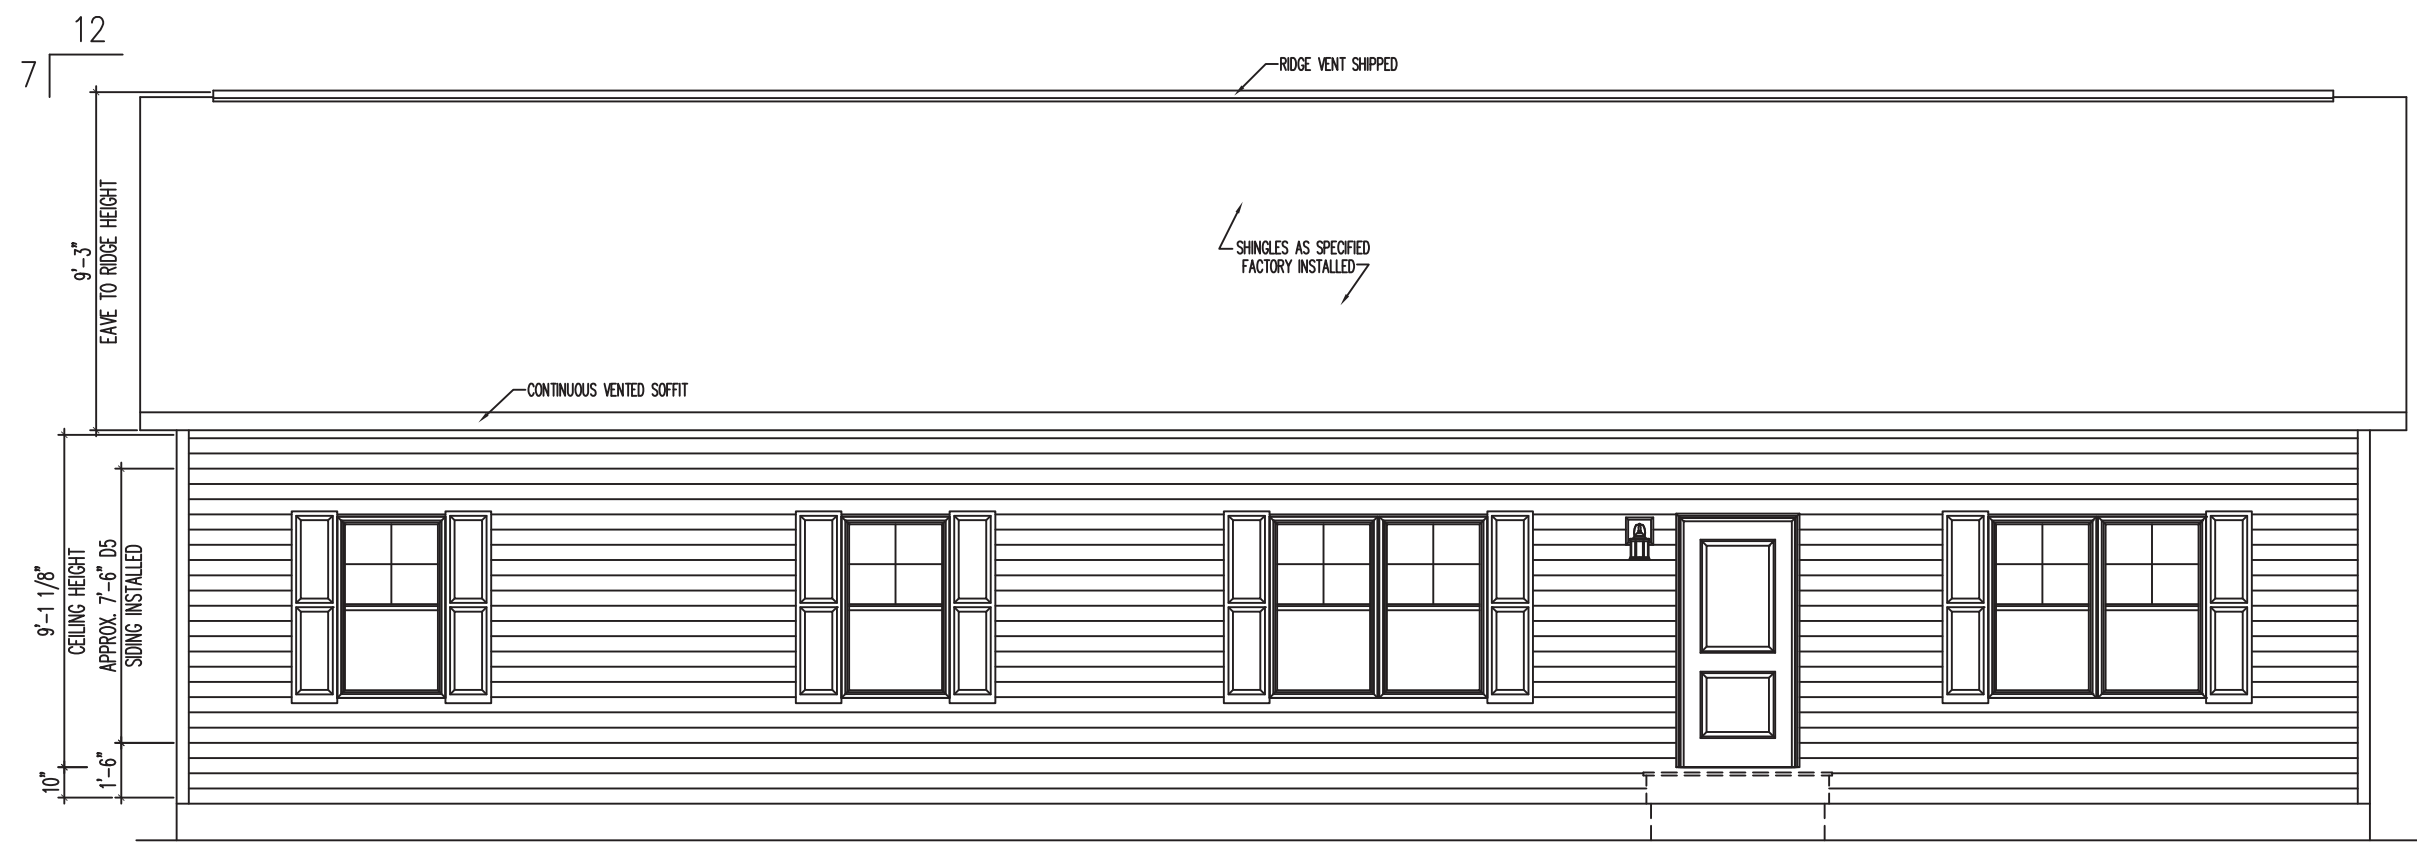 12
7
RIDGE VENT SHIPPED
9'-3"
EAVE TO RIDGE HEIGHT
SHINGLES AS SPECIFIED
FACTORY INSTALLED
CONTINUOUS VENTED SOFFIT
9'-1 1/8"
CEILING HEIGHT
APPROX. 7'-6" D5
SIDING INSTALLED
10"
1'-6"